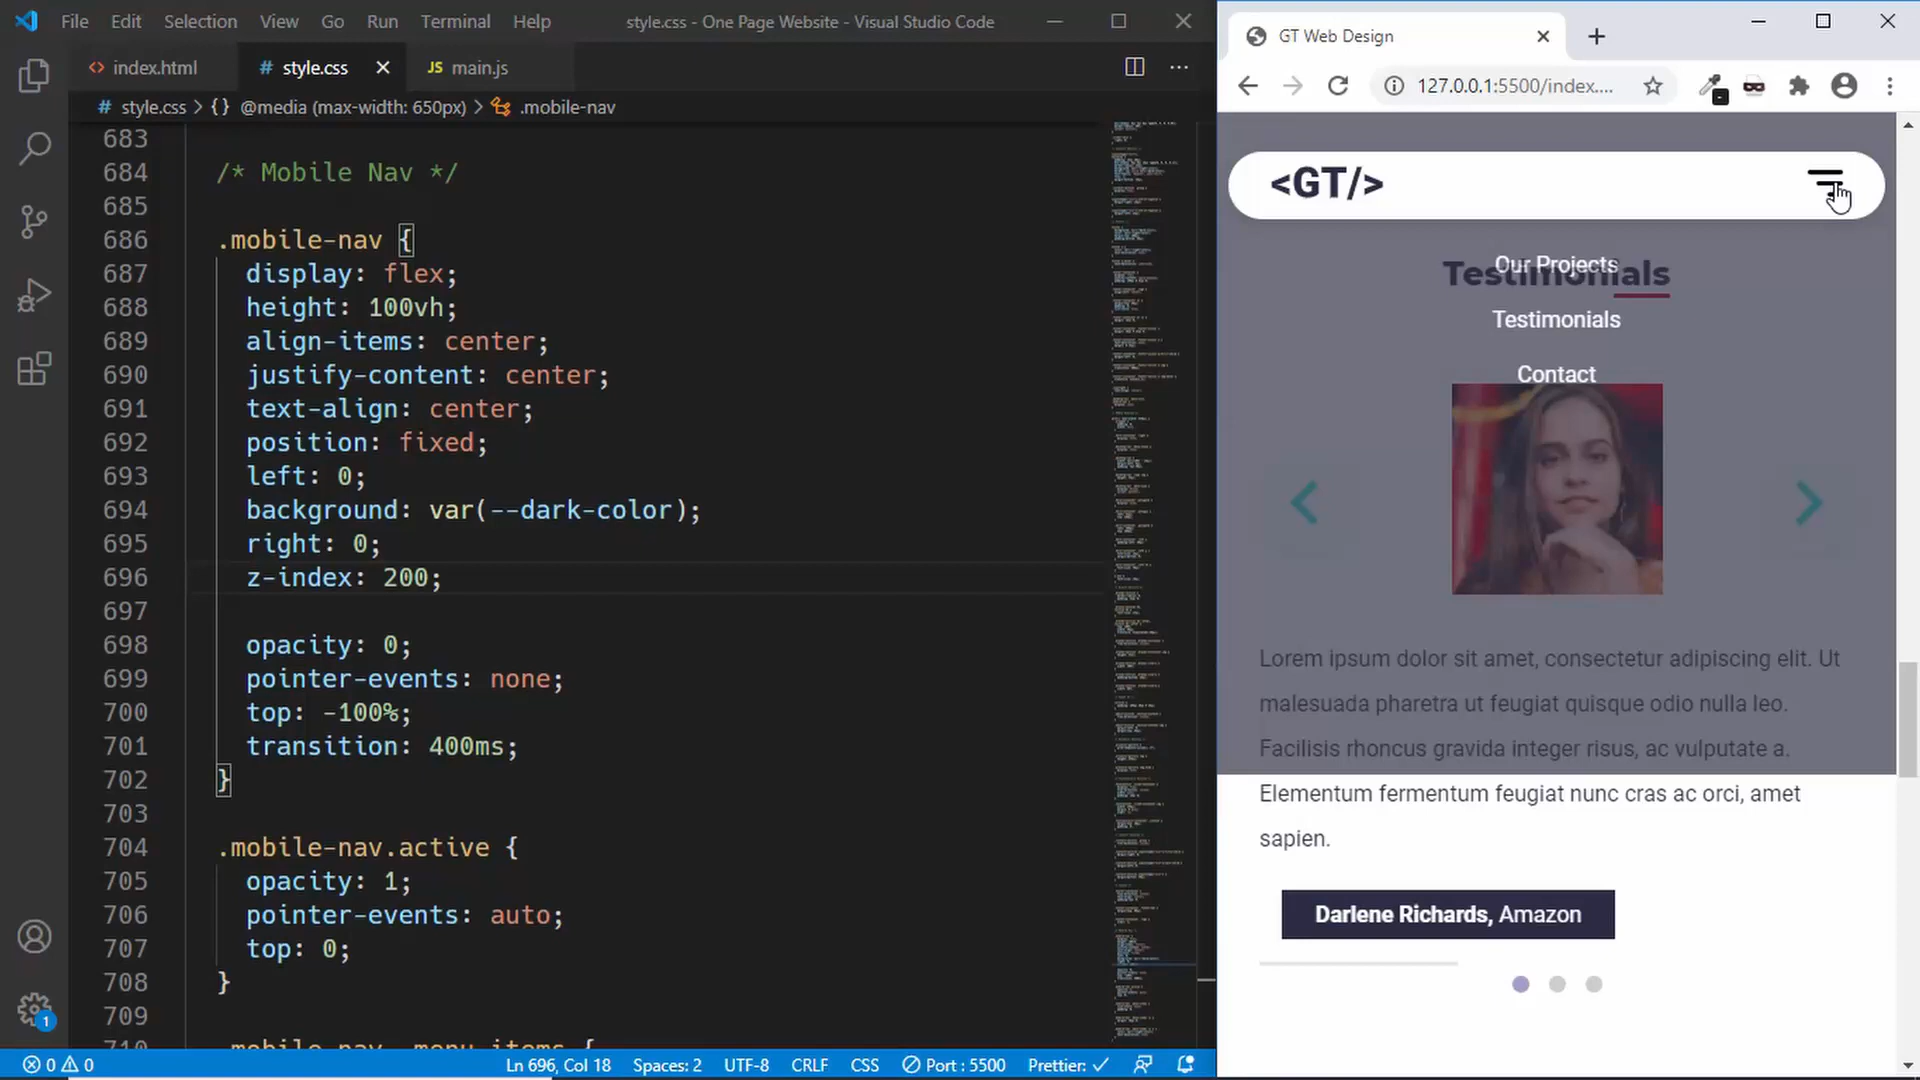 File Edit Selection View Go Run Terminal Help
style.css - One Page Website - Visual Studio Code
index.html
style.css
main.js
style.css > {} @media (max-width: 650px) > .mobile-nav
683
684 /* Mobile Nav */
685
686 .mobile-nav {
687 display: flex;
688 height: 100vh;
689 align-items: center;
690 justify-content: center;
691 text-align: center;
692 position: fixed;
693 left: 0;
694 background: var(--dark-color);
695 right: 0;
696 z-index: 200;
697
698 opacity: 0;
699 pointer-events: none;
700 top: -100%;
701 transition: 400ms;
702 }
703
704 .mobile-nav.active {
705 opacity: 1;
706 pointer-events: auto;
707 top: 0;
708 }
709
710 .mobile-nav .menu-items {
1
0 0
Ln 696, Col 18
Spaces: 2
UTF-8
CRLF
CSS
Port : 5500
Prettier: ✓
GT Web Design
127.0.0.1:5500/index....
<GT/>
Our Projects
Testimonials
Testimonials
Contact
Lorem ipsum dolor sit amet, consectetur adipiscing elit. Ut
malesuada pharetra ut feugiat quisque odio nulla leo.
Facilisis rhoncus gravida integer risus, ac vulputate a.
Elementum fermentum feugiat nunc cras ac orci, amet
sapien.
Darlene Richards, Amazon